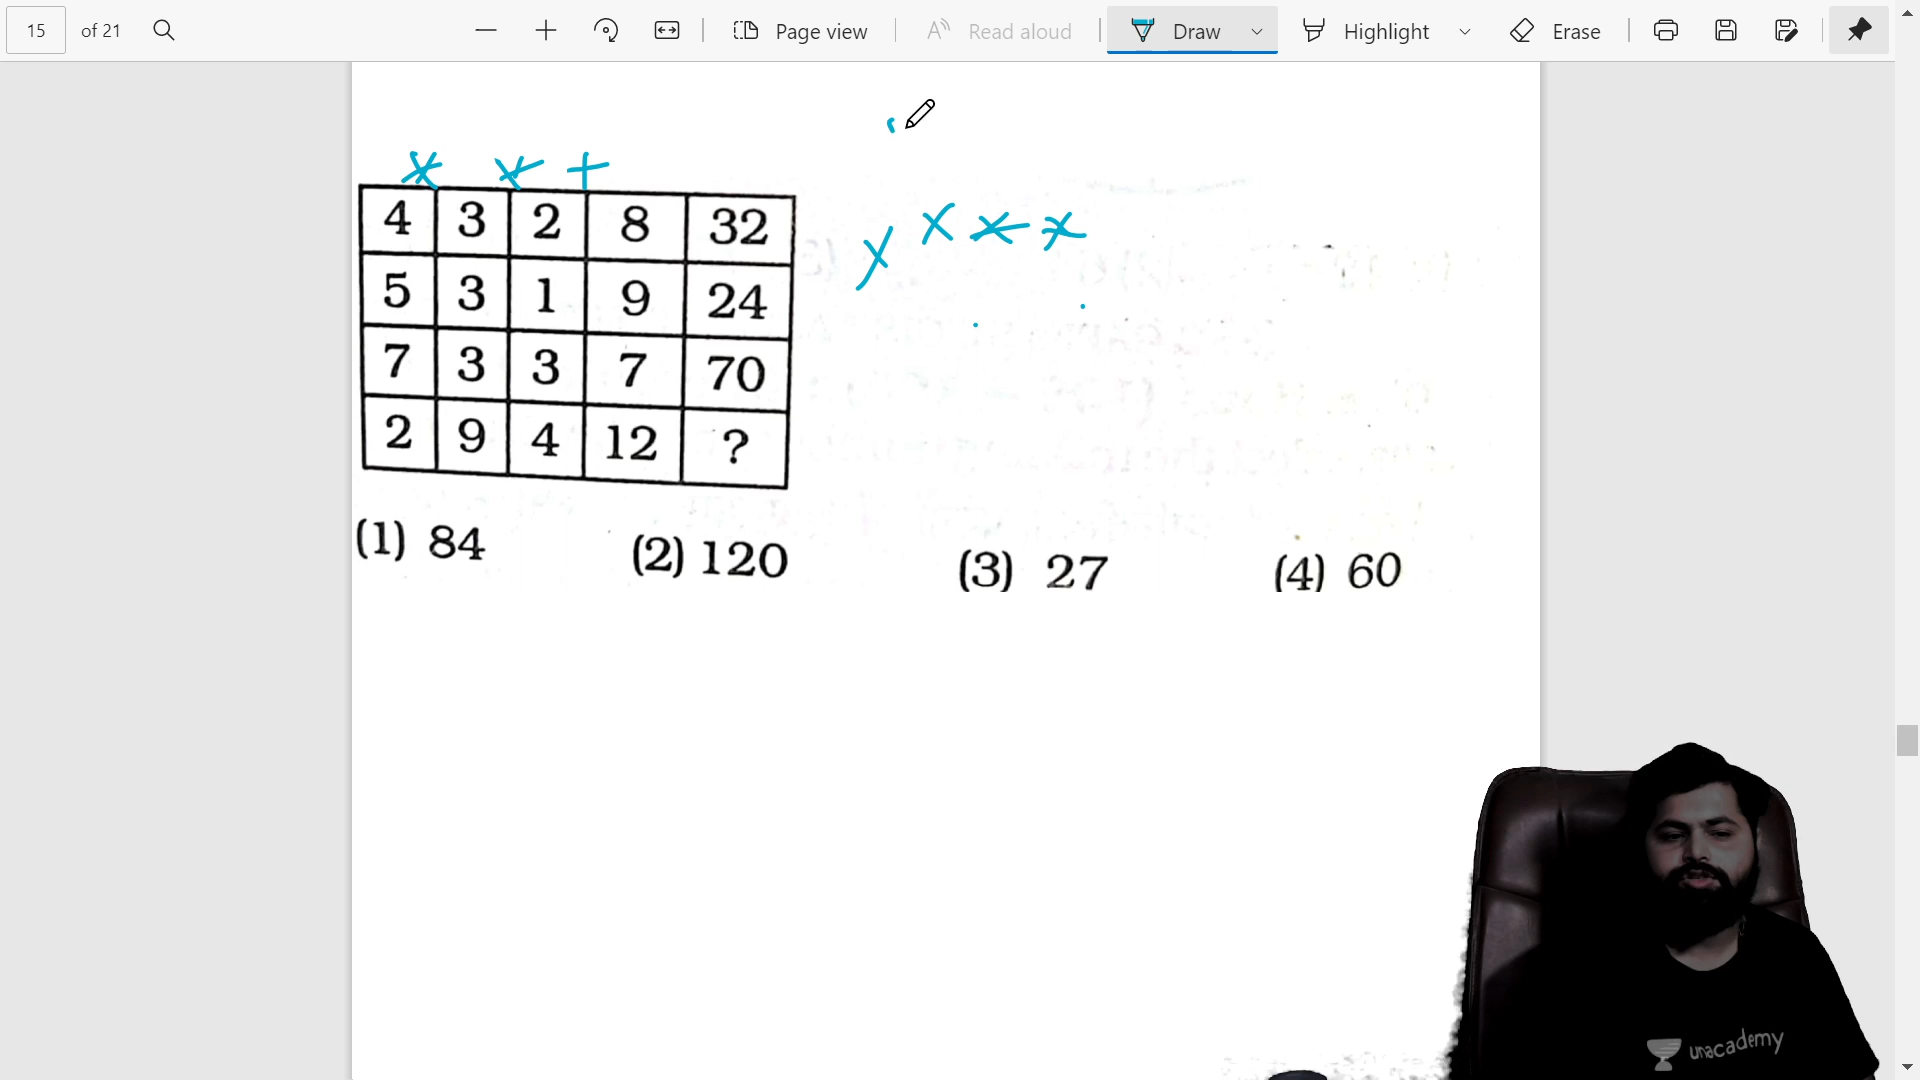 15 of 21 Page view Read aloud Draw Highlight Erase
* * +
4 3 2 8 32
5 3 1 9 24
7 3 3 7 70
2 9 4 12 ?
x x * x
(1) 84 (2) 120 (3) 27 (4) 60
unacademy